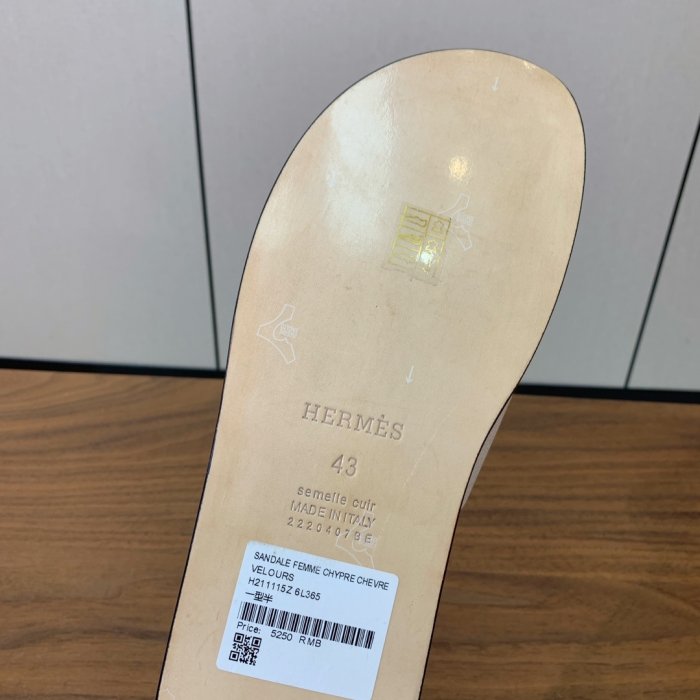 HERMÈS
43
semelle cuir
MADE IN ITALY
SANDALE FEMME CHYPRE CHEVRE
VELOURS
H211115Z 6L365
一型半
Price: 5250 RMB